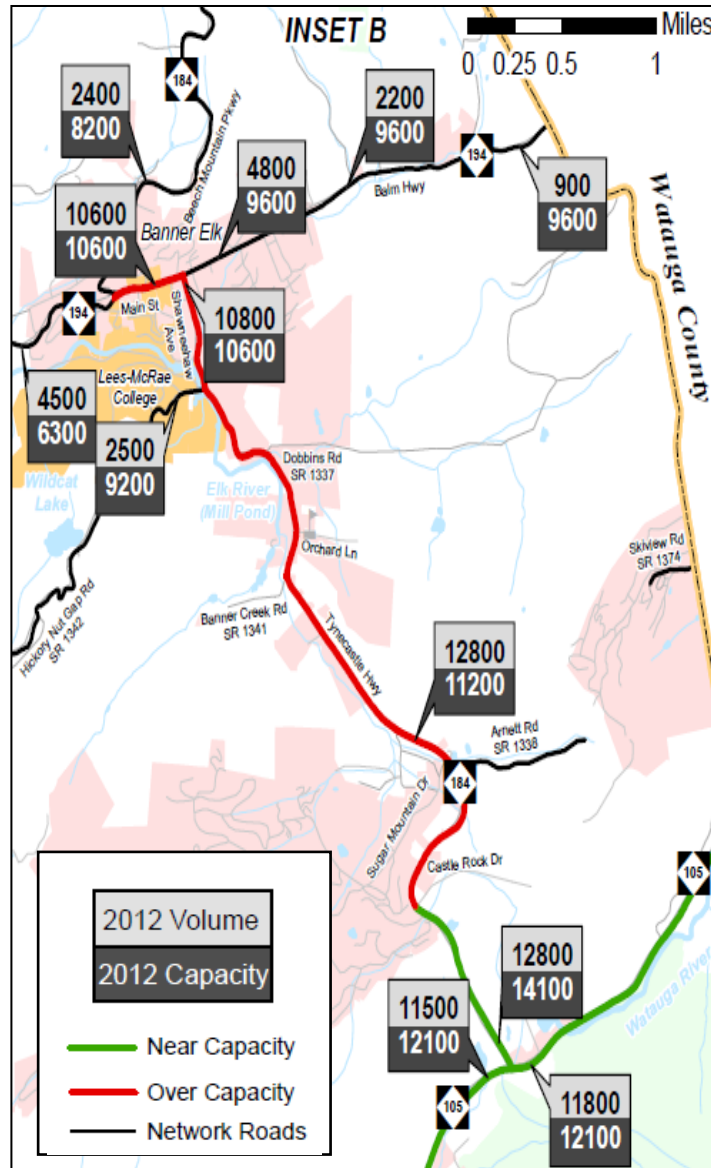 INSET B
Miles
0 0.25 0.5 1
184
2400
8200
Beech Mountain Pkwy
2200
9600
194
Balm Hwy
4800
9600
900
9600
10600
10600
Banner Elk
Watauga County
194
Main St
Shawneehaw
Ave
10800
10600
Lees-McRae
College
4500
6300
2500
9200
Wildcat
Lake
Elk River
(Mill Pond)
Dobbins Rd
SR 1337
Orchard Ln
Skiview Rd
SR 1374
Hickory Nut Gap Rd
SR 1342
Banner Creek Rd
SR 1341
Tynecastle Hwy
12800
11200
Arnett Rd
SR 1338
184
Sugar Mountain Dr
Castle Rock Dr
105
2012 Volume
2012 Capacity
12800
14100
Watauga River
11500
12100
Near Capacity
Over Capacity
Network Roads
105
11800
12100